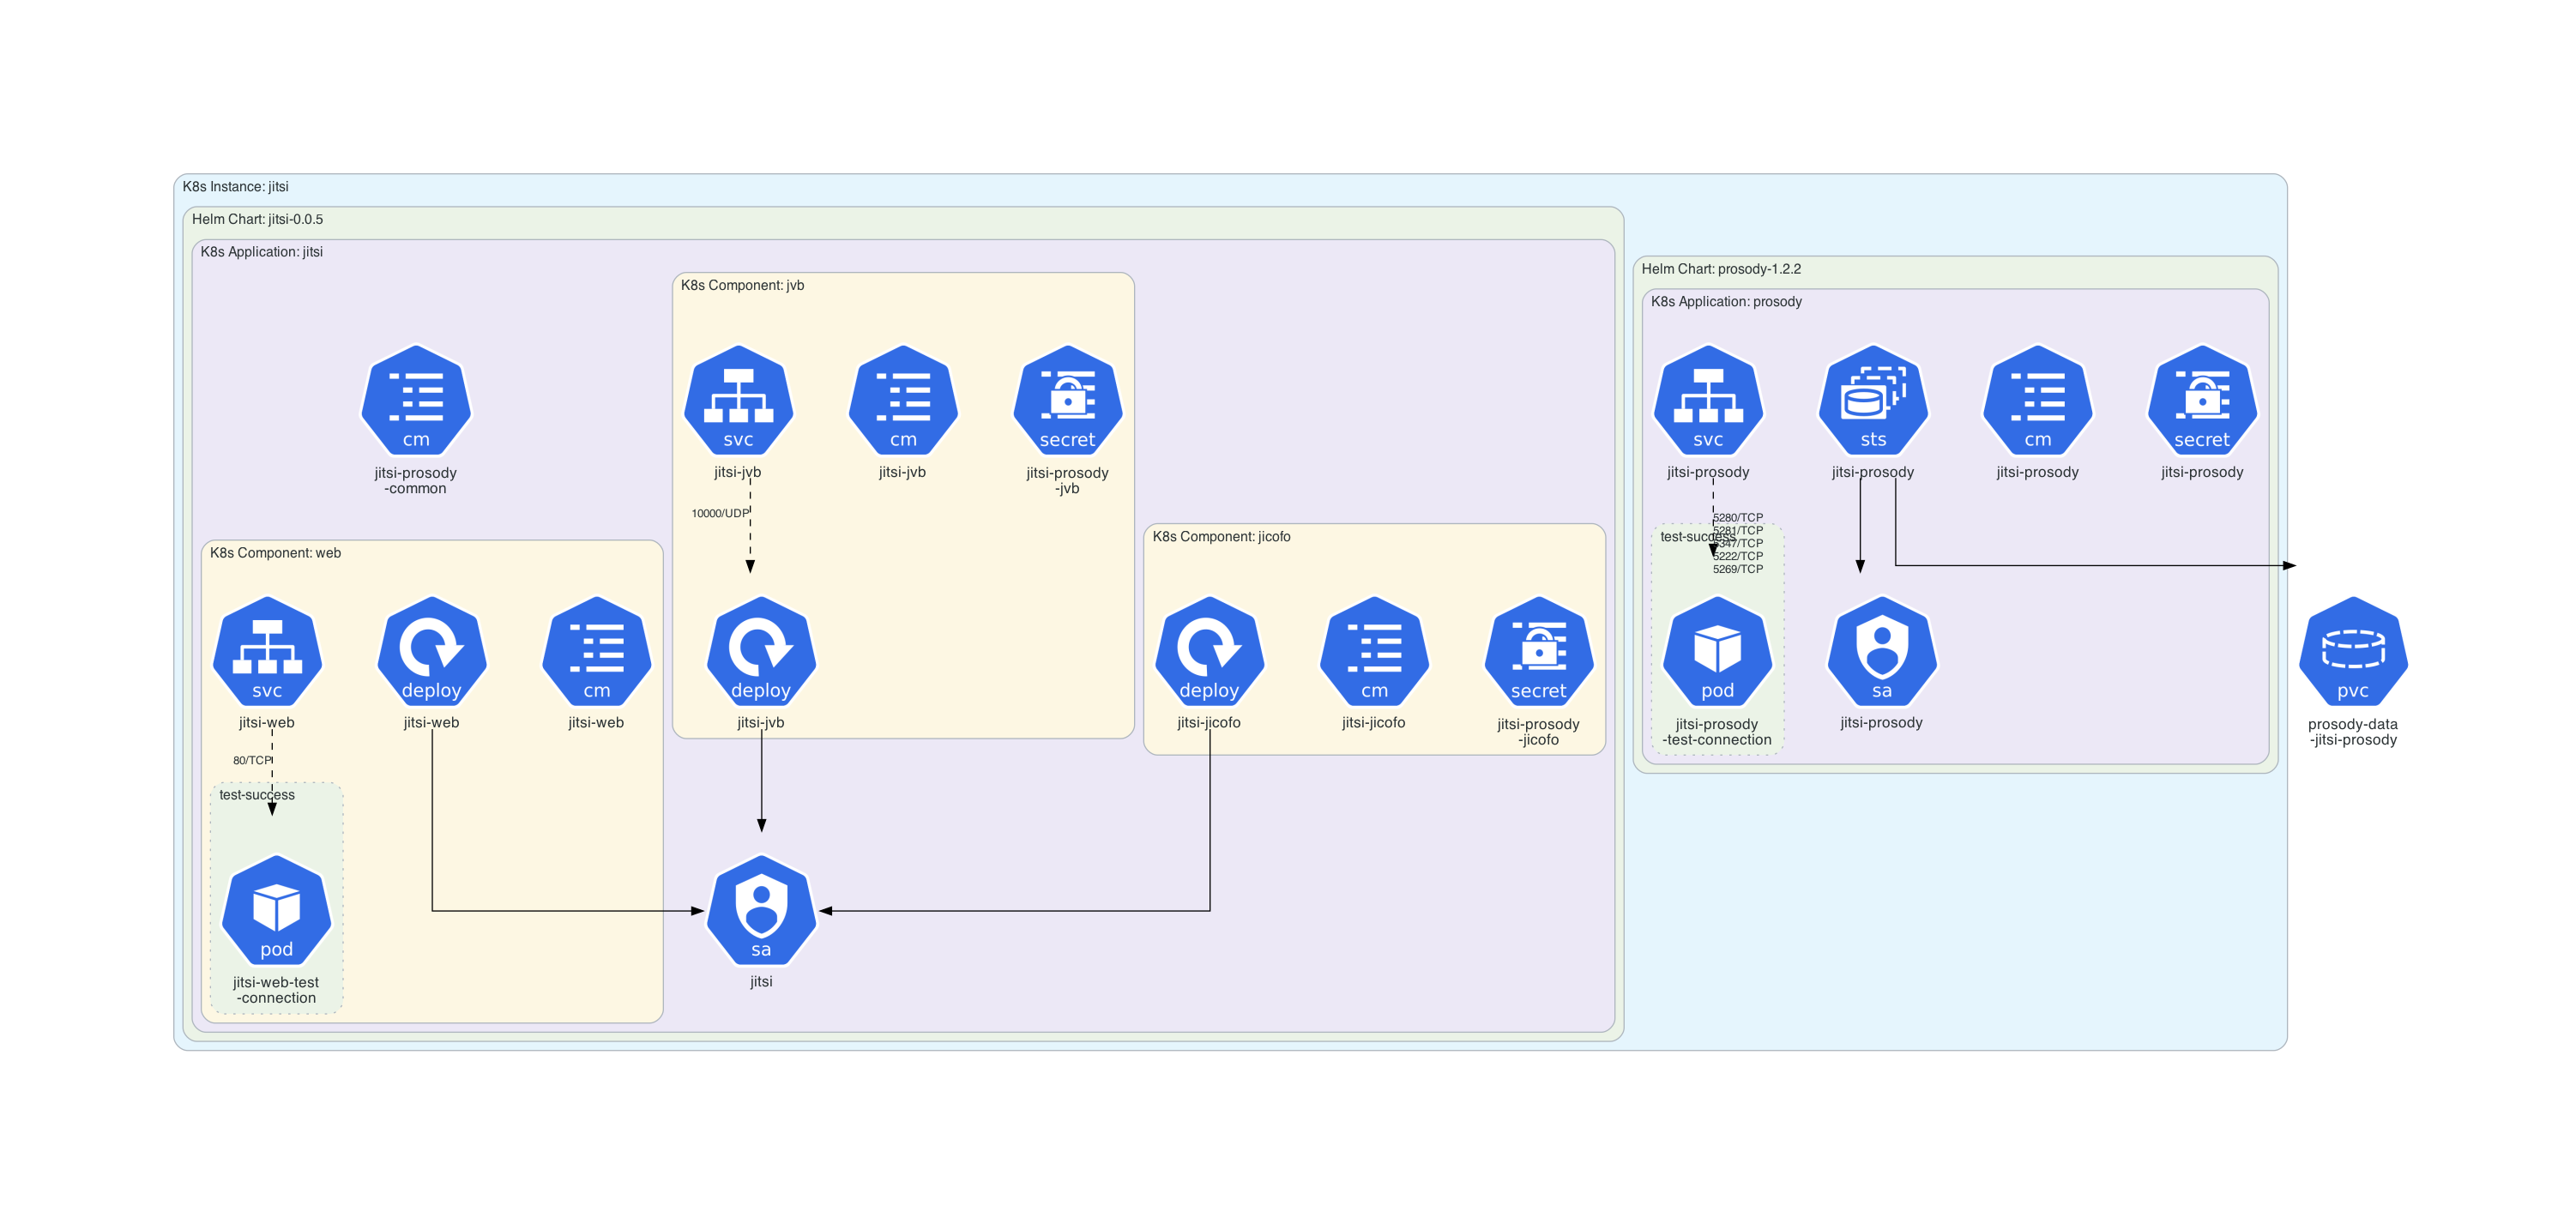 K8s Instance: jitsi
Helm Chart: jitsi-0.0.5
K8s Application: jitsi
cm
jitsi-prosody
-common
K8s Component: jvb
svc
jitsi-jvb
cm
jitsi-jvb
secret
jitsi-prosody
-jvb
10000/UDP
deploy
jitsi-jvb
K8s Component: web
svc
jitsi-web
deploy
jitsi-web
cm
jitsi-web
80/TCP
test-success
pod
jitsi-web-test
-connection
sa
jitsi
K8s Component: jicofo
deploy
jitsi-jicofo
cm
jitsi-jicofo
secret
jitsi-prosody
-jicofo
Helm Chart: prosody-1.2.2
K8s Application: prosody
svc
jitsi-prosody
sts
jitsi-prosody
cm
jitsi-prosody
secret
jitsi-prosody
5280/TCP
5281/TCP
test-success
5347/TCP
5222/TCP
5269/TCP
pod
jitsi-prosody
-test-connection
sa
jitsi-prosody
pvc
prosody-data
-jitsi-prosody